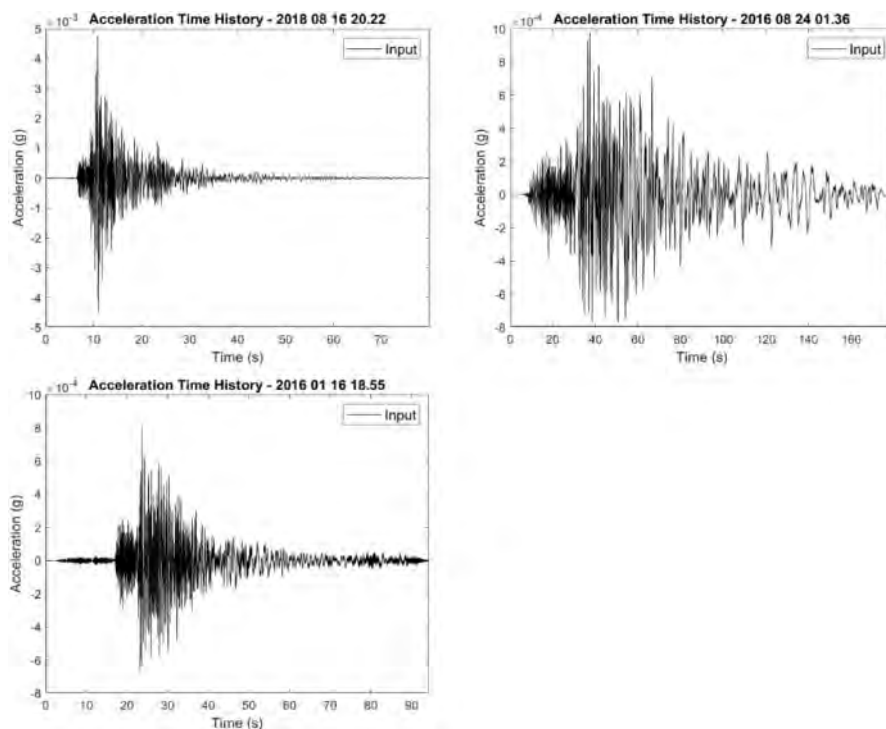 Acceleration Time History - 2018 08 16 20.22
×10⁻³
Input
5
4
3
2
1
0
-1
-2
-3
-4
-5
Acceleration (g)
0 10 20 30 40 50 60 70
Time (s)
Acceleration Time History - 2016 08 24 01.36
×10⁻⁴
Input
10
8
6
4
2
0
-2
-4
-6
-8
Acceleration (g)
0 20 40 60 80 100 120 140 160
Time (s)
Acceleration Time History - 2016 01 16 18.55
×10⁻⁴
Input
10
8
6
4
2
0
-2
-4
-6
-8
Acceleration (g)
0 10 20 30 40 50 60 70 80 90
Time (s)